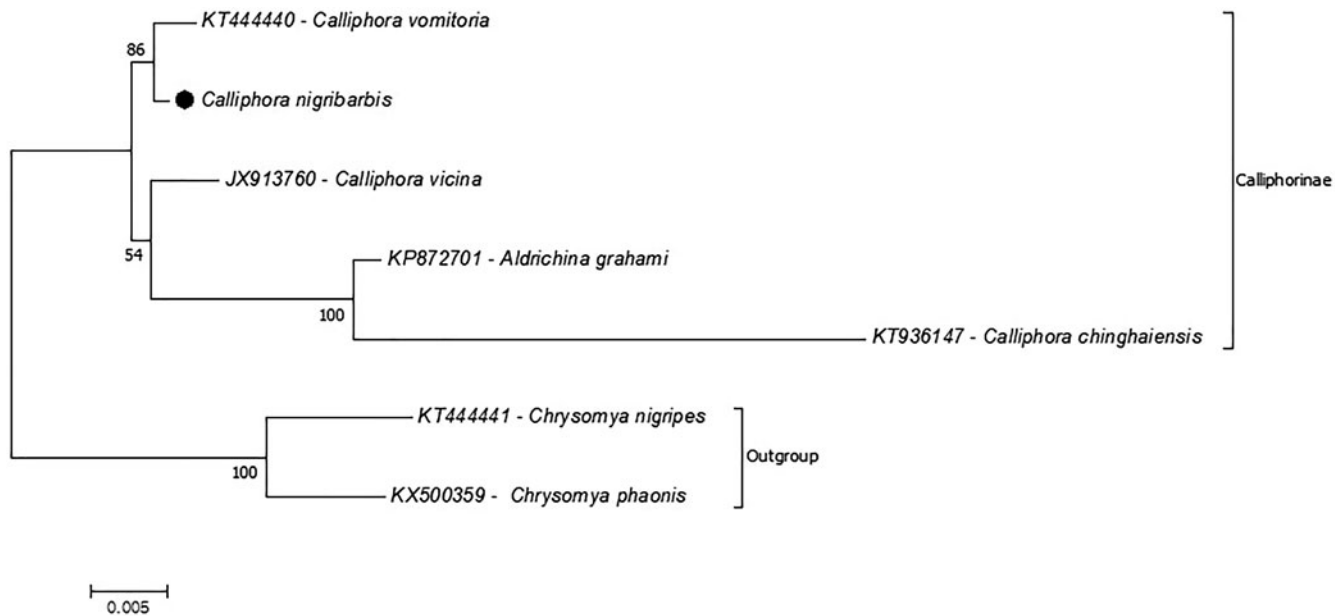 KT444440 - Calliphora vomitoria
86
Calliphora nigribarbis
JX913760 - Calliphora vicina
Calliphorinae
54
KP872701 - Aldrichina grahami
100
KT936147 - Calliphora chinghaiensis
KT444441 - Chrysomya nigripes
Outgroup
100
KX500359 - Chrysomya phaonis
0.005